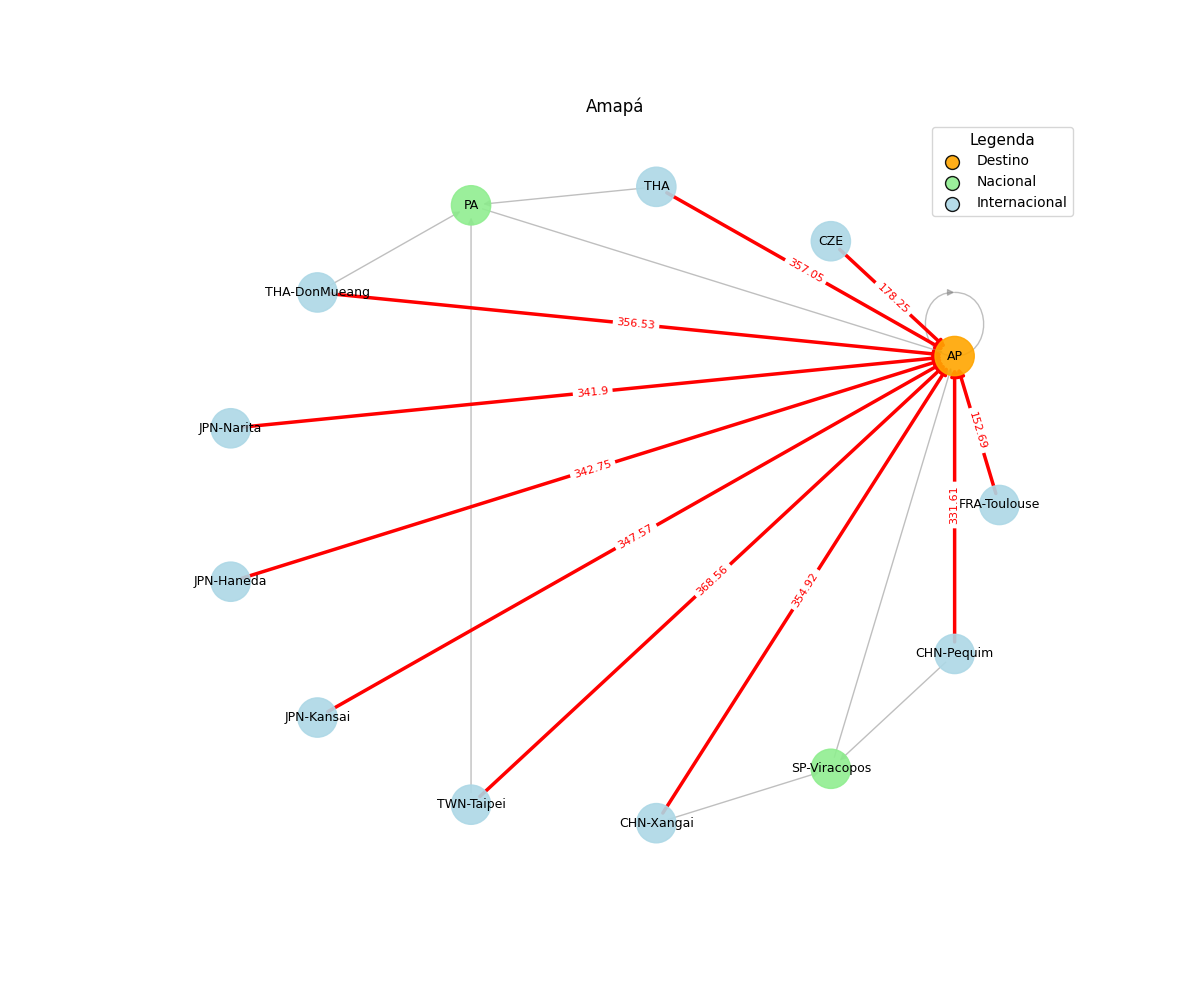 Amapá
Legenda
Destino
Nacional
Internacional
THA
PA
CZE
357.05
178.25
THA-DonMueang
356.53
AP
341.9
JPN-Narita
152.69
342.75
331.61
FRA-Toulouse
347.57
JPN-Haneda
368.56
354.92
CHN-Pequim
JPN-Kansai
SP-Viracopos
TWN-Taipei
CHN-Xangai